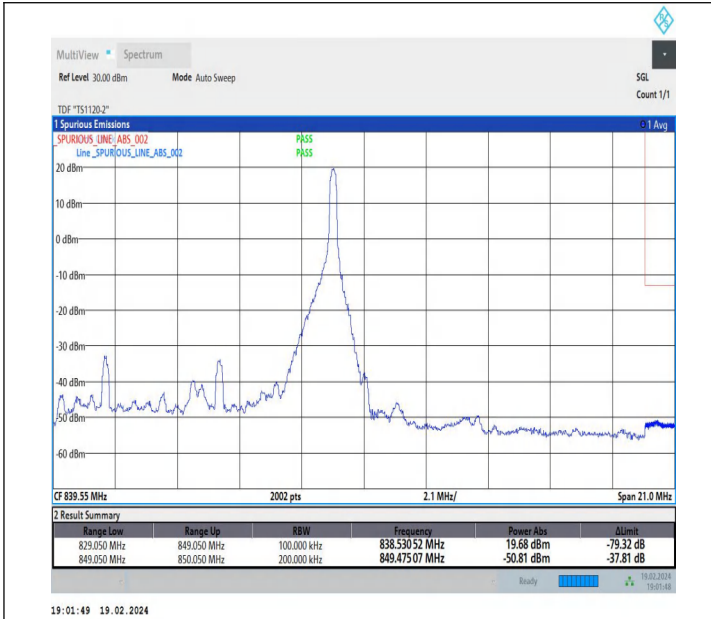 R S
MultiView Spectrum
Ref Level 30.00 dBm Mode Auto Sweep SGL
Count 1/1
TDF "TS1120-2"
1 Spurious Emissions 1 Avg
SPURIOUS_LINE_ABS_002 PASS
Line _SPURIOUS_LINE_ABS_002 PASS
20 dBm
10 dBm
0 dBm
-10 dBm
-20 dBm
-30 dBm
-40 dBm
-50 dBm
-60 dBm
CF 839.55 MHz 2002 pts 2.1 MHz/ Span 21.0 MHz
2 Result Summary
Range Low Range Up RBW Frequency Power Abs ΔLimit
829.050 MHz 849.050 MHz 100.000 kHz 838.530 52 MHz 19.68 dBm -79.32 dB
849.050 MHz 850.050 MHz 200.000 kHz 849.475 07 MHz -50.81 dBm -37.81 dB
Ready 19.02.2024
19:01:48
19:01:49 19.02.2024